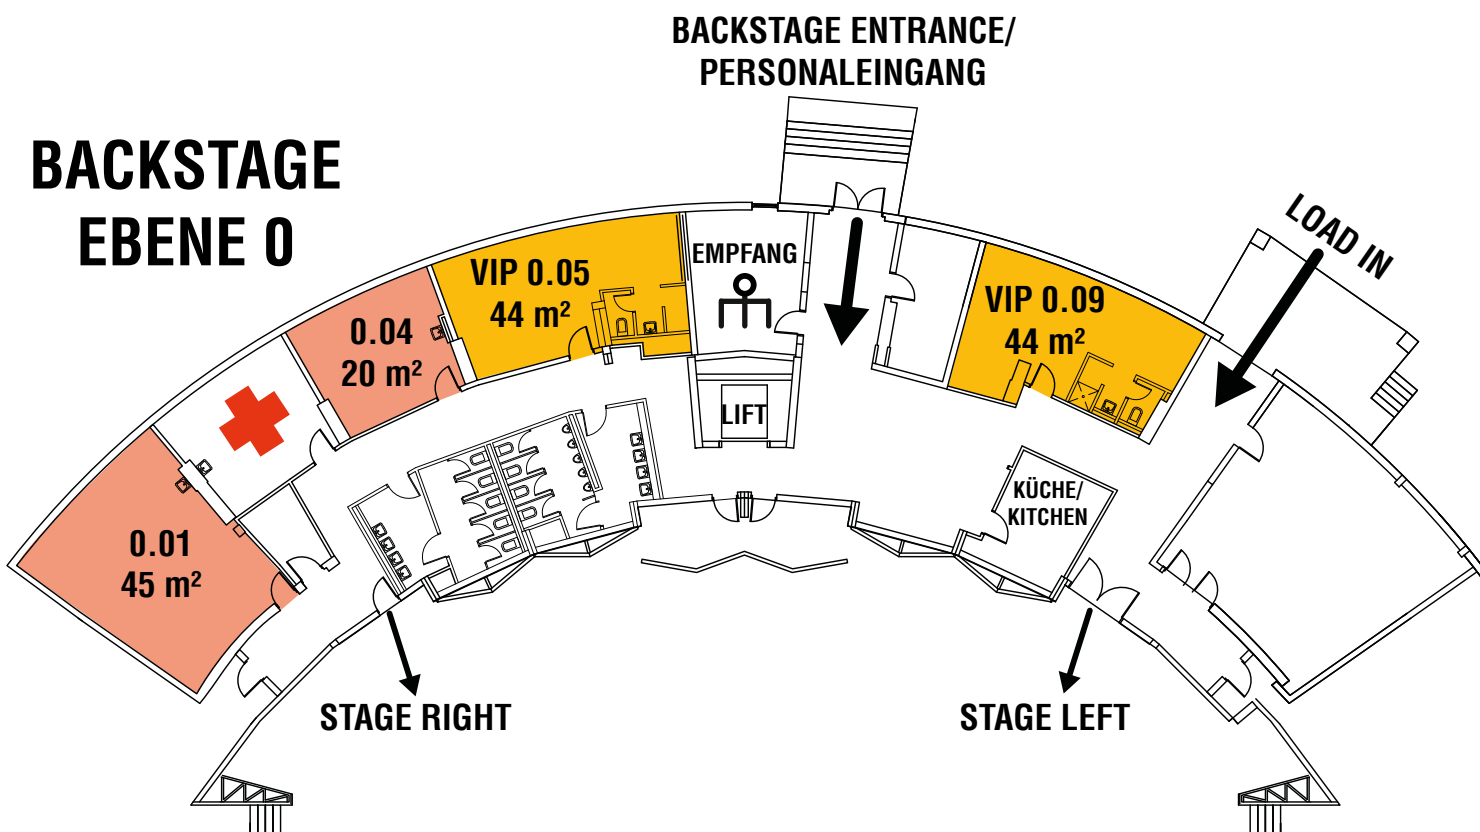 BACKSTAGE ENTRANCE/
PERSONALEINGANG
BACKSTAGE
EBENE 0
LOAD IN
VIP 0.05
44 m²
EMPFANG
VIP 0.09
44 m²
0.04
20 m²
LIFT
KÜCHE/
KITCHEN
0.01
45 m²
STAGE RIGHT
STAGE LEFT